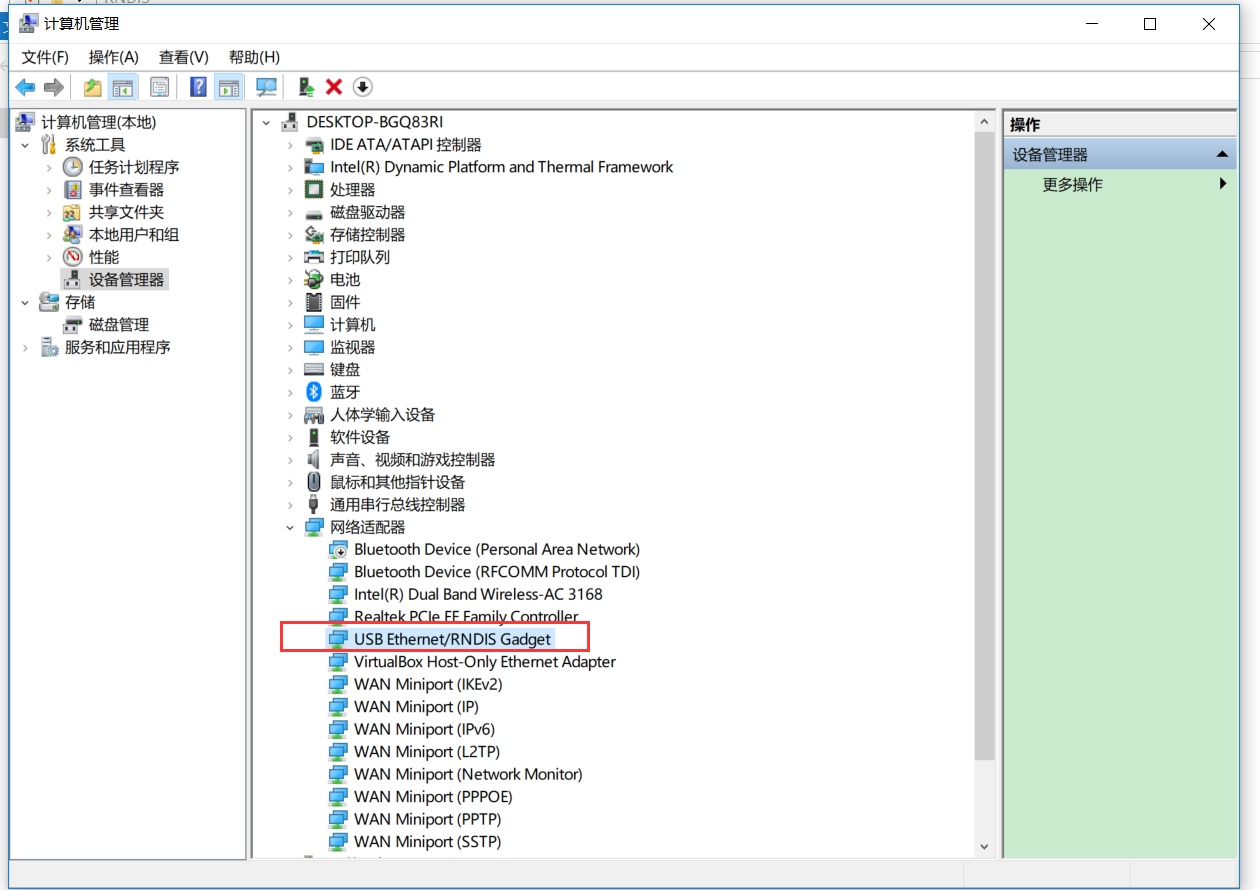 RNDIS
计算机管理
文件(F) 操作(A) 查看(V) 帮助(H)
计算机管理(本地)
系统工具
任务计划程序
事件查看器
共享文件夹
本地用户和组
性能
设备管理器
存储
磁盘管理
服务和应用程序
DESKTOP-BGQ83RI
IDE ATA/ATAPI 控制器
Intel(R) Dynamic Platform and Thermal Framework
处理器
磁盘驱动器
存储控制器
打印队列
电池
固件
计算机
监视器
键盘
蓝牙
人体学输入设备
软件设备
声音、视频和游戏控制器
鼠标和其他指针设备
通用串行总线控制器
网络适配器
Bluetooth Device (Personal Area Network)
Bluetooth Device (RFCOMM Protocol TDI)
Intel(R) Dual Band Wireless-AC 3168
Realtek PCIe FE Family Controller
USB Ethernet/RNDIS Gadget
VirtualBox Host-Only Ethernet Adapter
WAN Miniport (IKEv2)
WAN Miniport (IP)
WAN Miniport (IPv6)
WAN Miniport (L2TP)
WAN Miniport (Network Monitor)
WAN Miniport (PPPOE)
WAN Miniport (PPTP)
WAN Miniport (SSTP)
操作
设备管理器
更多操作